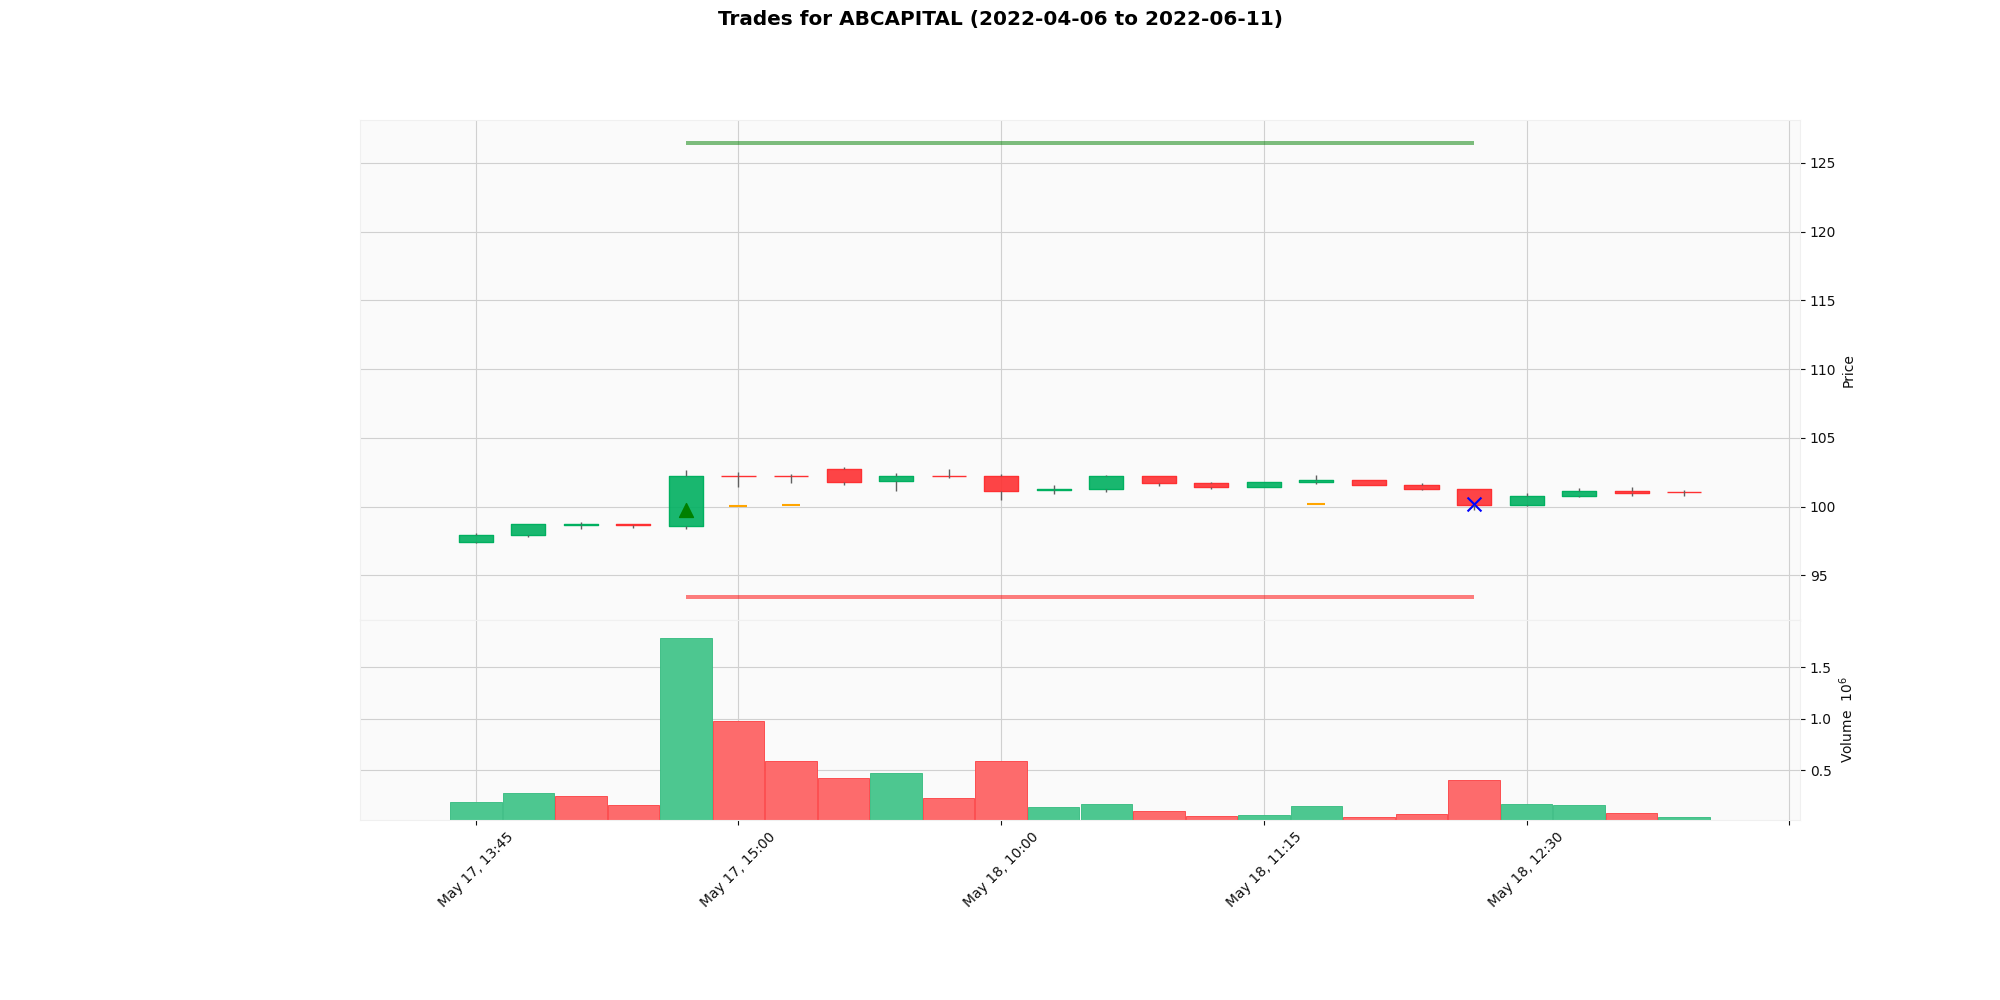 Trades for ABCAPITAL (2022-04-06 to 2022-06-11)
125
120
115
110
105
100
95
Price
1.5
1.0
0.5
Volume 10^6
May 17, 13:45
May 17, 15:00
May 18, 10:00
May 18, 11:15
May 18, 12:30